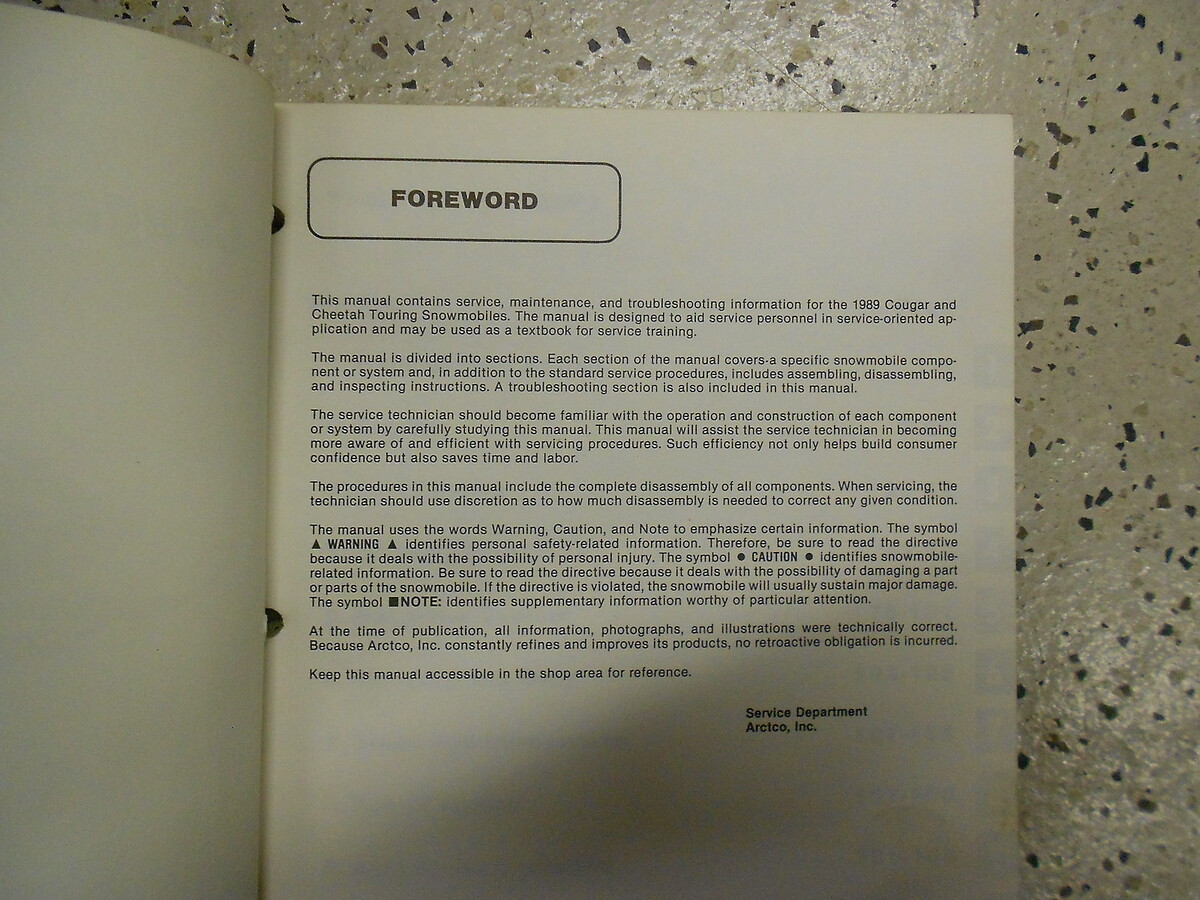 FOREWORD
This manual contains service, maintenance, and troubleshooting information for the 1989 Cougar and
Cheetah Touring Snowmobiles. The manual is designed to aid service personnel in service-oriented ap-
plication and may be used as a textbook for service training.
The manual is divided into sections. Each section of the manual covers a specific snowmobile compo-
nent or system and, in addition to the standard service procedures, includes assembling, disassembling,
and inspecting instructions. A troubleshooting section is also included in this manual.
The service technician should become familiar with the operation and construction of each component
or system by carefully studying this manual. This manual will assist the service technician in becoming
more aware of and efficient with servicing procedures. Such efficiency not only helps build consumer
confidence but also saves time and labor.
The procedures in this manual include the complete disassembly of all components. When servicing, the
technician should use discretion as to how much disassembly is needed to correct any given condition.
The manual uses the words Warning, Caution, and Note to emphasize certain information. The symbol
▲ WARNING ▲ identifies personal safety-related information. Therefore, be sure to read the directive
because it deals with the possibility of personal injury. The symbol ● CAUTION ● identifies snowmobile-
related information. Be sure to read the directive because it deals with the possibility of damaging a part
or parts of the snowmobile. If the directive is violated, the snowmobile will usually sustain major damage.
The symbol ■NOTE: identifies supplementary information worthy of particular attention.
At the time of publication, all information, photographs, and illustrations were technically correct.
Because Arctco, Inc. constantly refines and improves its products, no retroactive obligation is incurred.
Keep this manual accessible in the shop area for reference.
Service Department
Arctco, Inc.